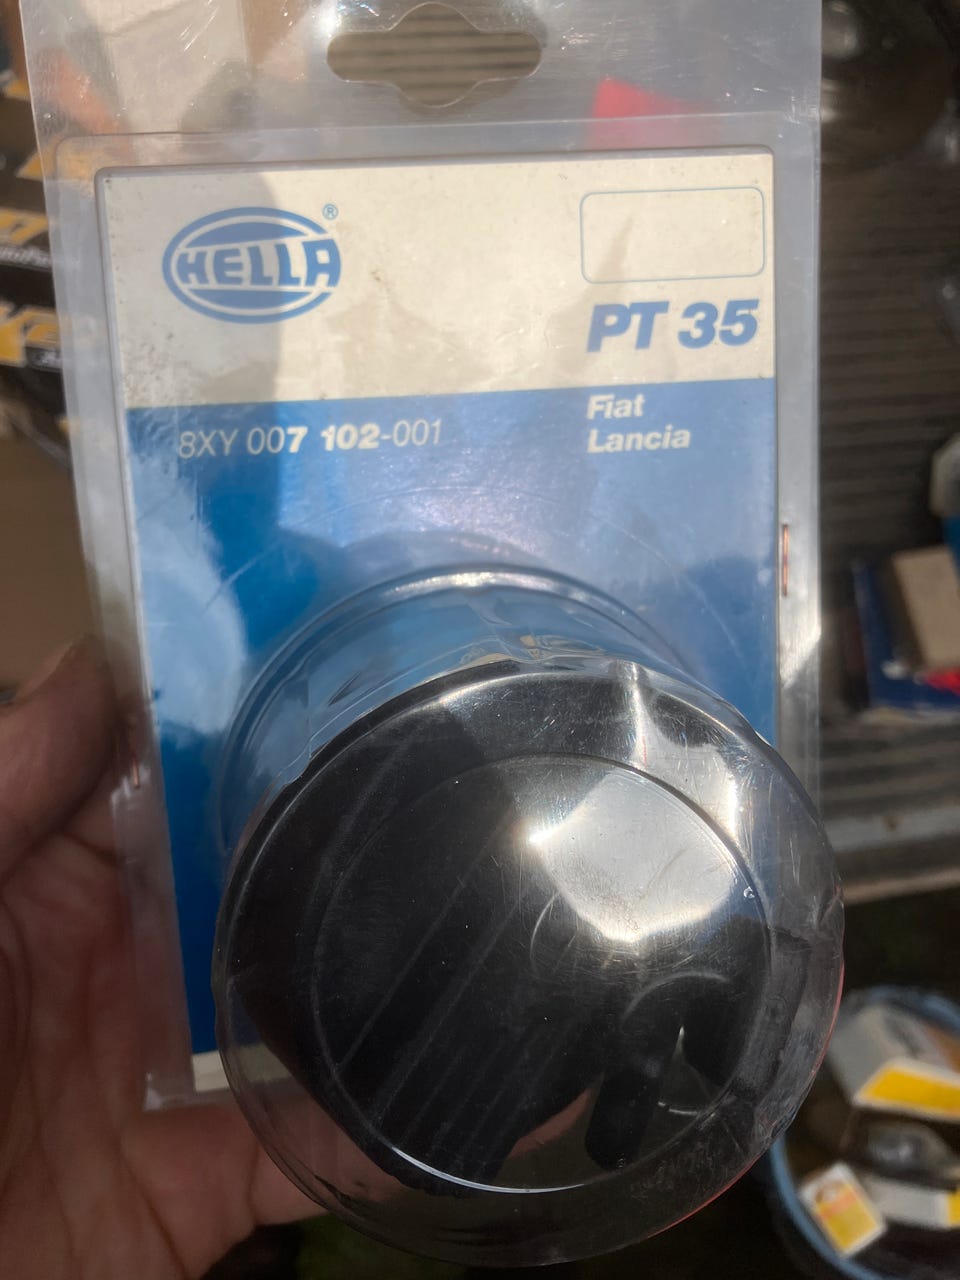 HELLA®
PT 35
Fiat
Lancia
8XY 007 102-001